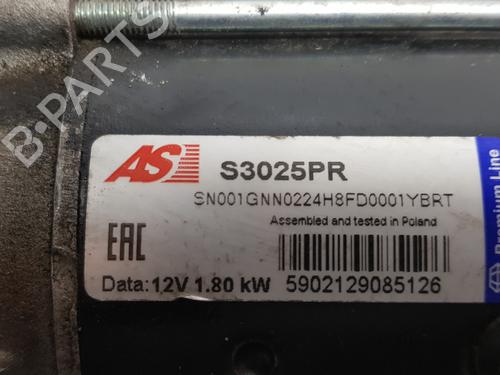 B-PARTS
AS
S3025PR
SN001GNN0224H8FD0001YBRT
Assembled and tested in Poland
EAC
Data: 12V 1.80 kW
5902129085126
Premium Line